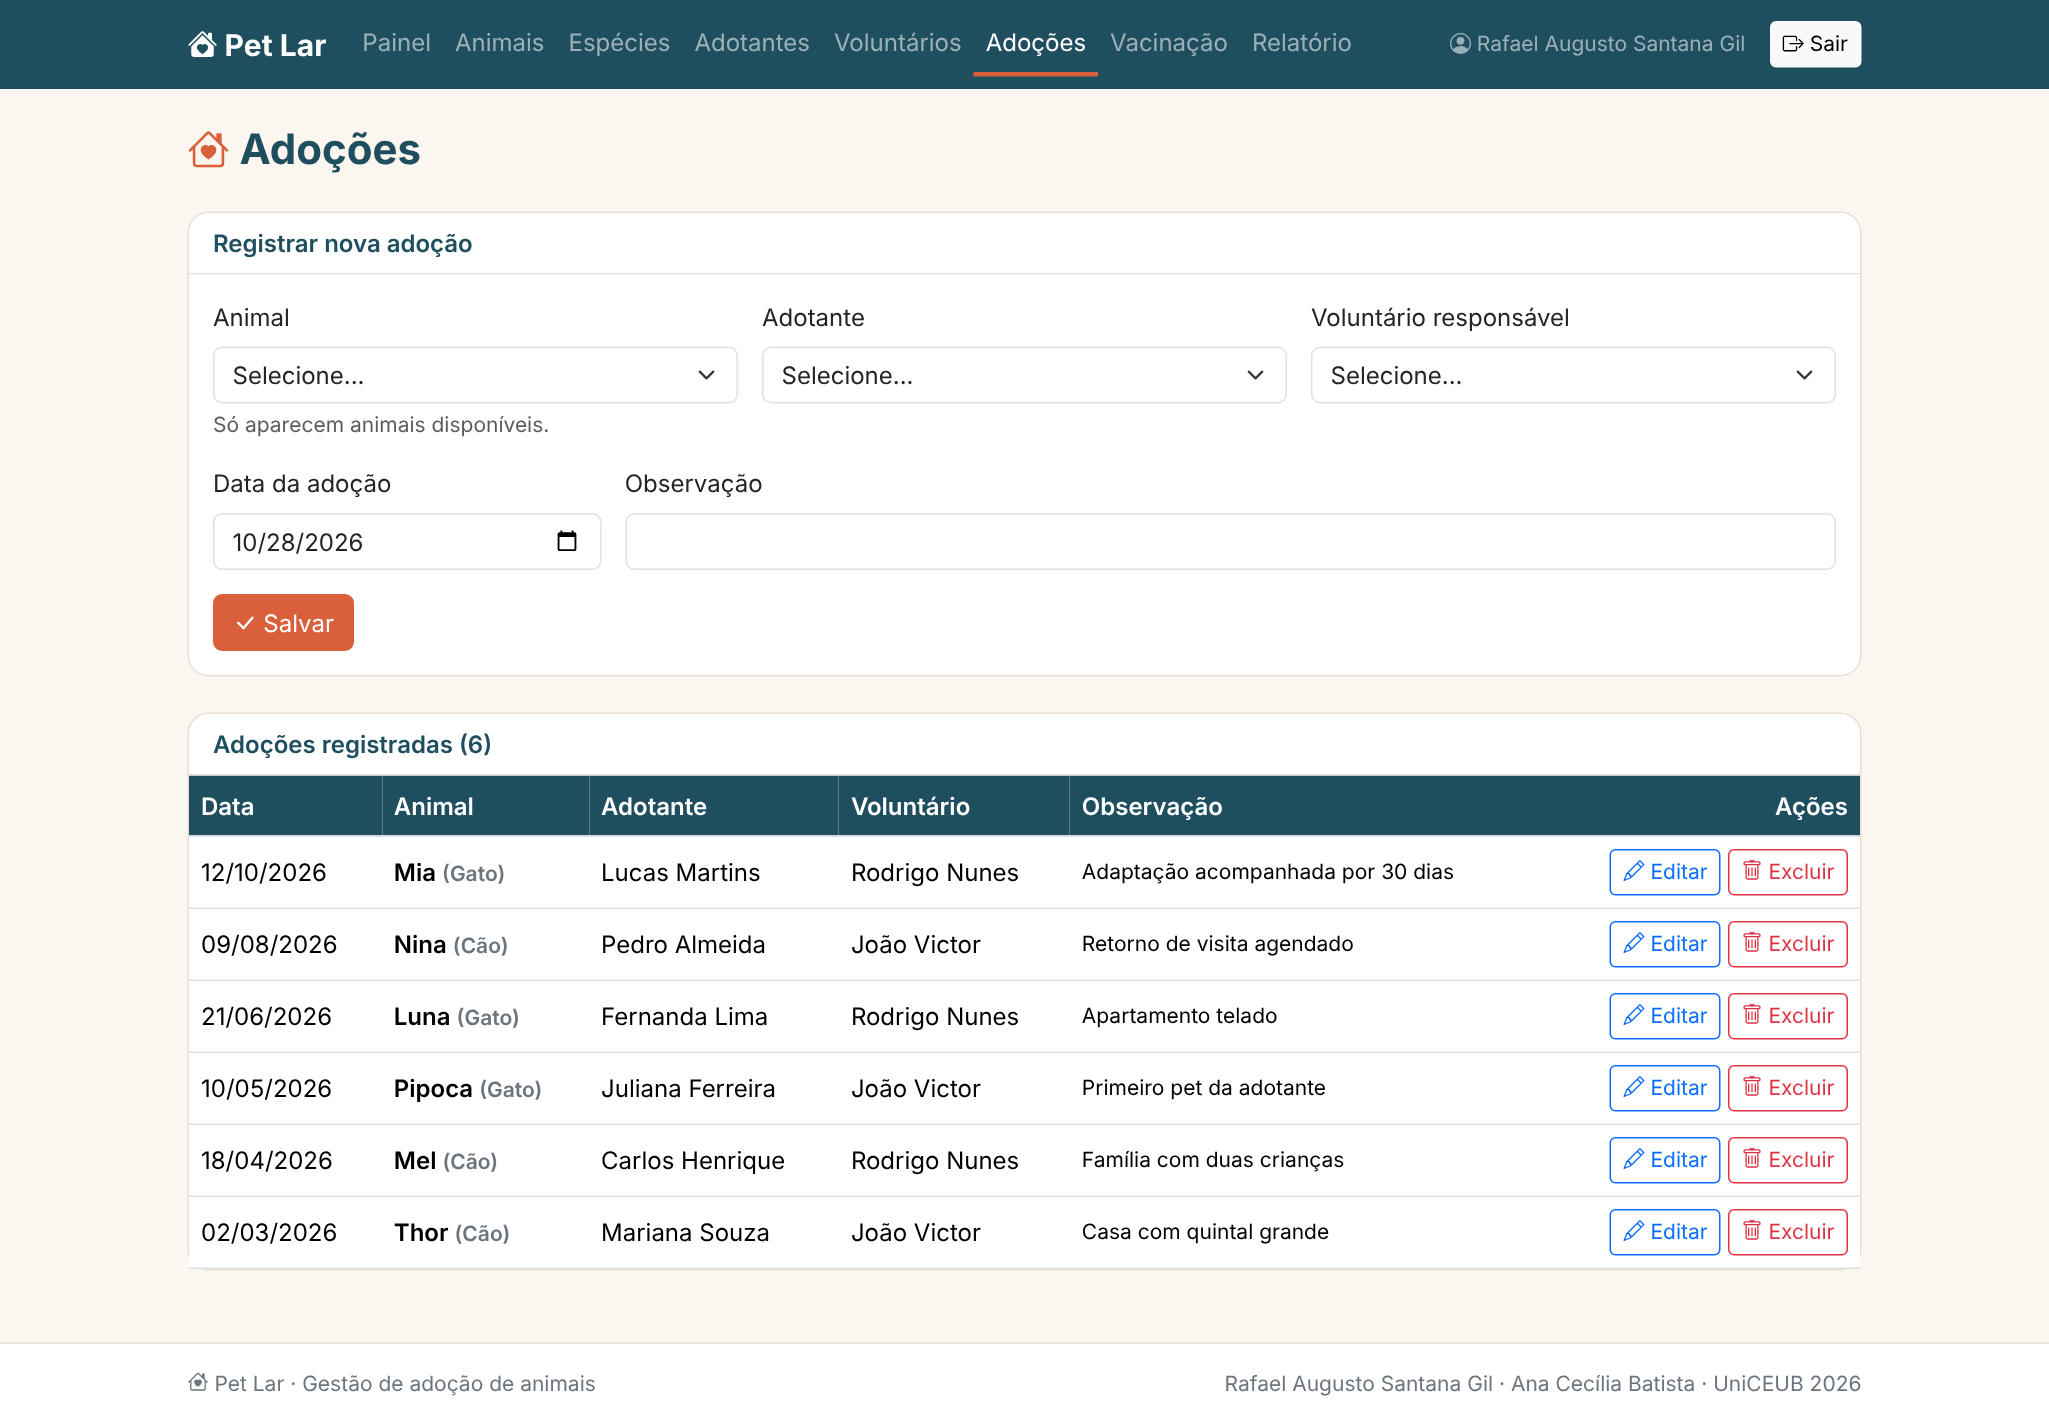 Pet Lar Painel Animais Espécies Adotantes Voluntários Adoções Vacinação Relatório Rafael Augusto Santana Gil Sair
Adoções
Registrar nova adoção
Animal Adotante Voluntário responsável
Selecione... Selecione... Selecione...
Só aparecem animais disponíveis.
Data da adoção Observação
10/28/2026
Salvar
Adoções registradas (6)
Data Animal Adotante Voluntário Observação Ações
12/10/2026 Mia (Gato) Lucas Martins Rodrigo Nunes Adaptação acompanhada por 30 dias Editar Excluir
09/08/2026 Nina (Cão) Pedro Almeida João Victor Retorno de visita agendado Editar Excluir
21/06/2026 Luna (Gato) Fernanda Lima Rodrigo Nunes Apartamento telado Editar Excluir
10/05/2026 Pipoca (Gato) Juliana Ferreira João Victor Primeiro pet da adotante Editar Excluir
18/04/2026 Mel (Cão) Carlos Henrique Rodrigo Nunes Família com duas crianças Editar Excluir
02/03/2026 Thor (Cão) Mariana Souza João Victor Casa com quintal grande Editar Excluir
Pet Lar · Gestão de adoção de animais Rafael Augusto Santana Gil · Ana Cecília Batista · UniCEUB 2026